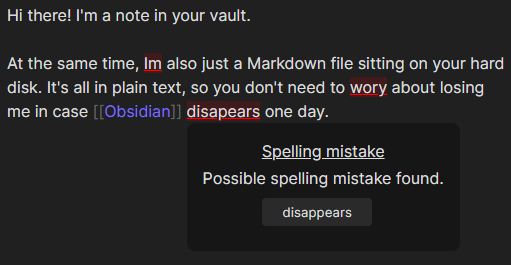 Hi there! I'm a note in your vault.
At the same time, Im also just a Markdown file sitting on your hard
disk. It's all in plain text, so you don't need to wory about losing
me in case [[Obsidian]] disapears one day.
Spelling mistake
Possible spelling mistake found.
disappears